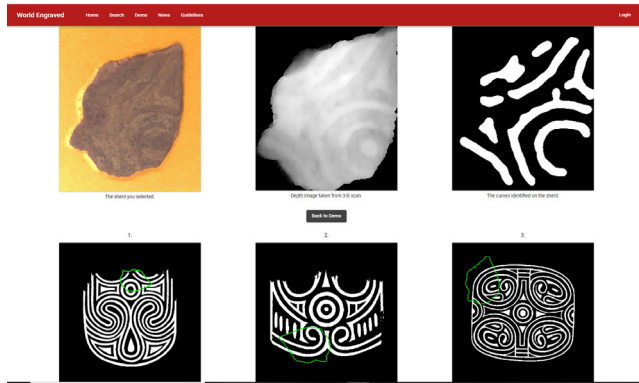 World Engraved Home Search Demo News Guidelines Login
The sherd you selected.
Depth image taken from 3-D scan.
The curves identified on the sherd.
Back to Demo
1. 2. 3.